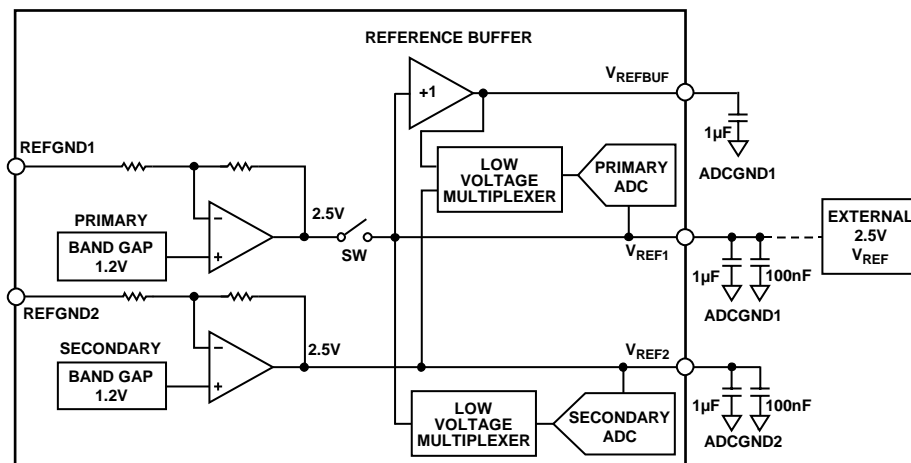 REFERENCE BUFFER
VREFBUF
+1
1µF
REFGND1
LOW
VOLTAGE
MULTIPLEXER
PRIMARY
ADC
ADCGND1
PRIMARY
2.5V
EXTERNAL
2.5V
VREF
BAND GAP
1.2V
−
+
SW
VREF1
1µF
100nF
ADCGND1
REFGND2
SECONDARY
2.5V
VREF2
BAND GAP
1.2V
−
+
LOW
VOLTAGE
MULTIPLEXER
SECONDARY
ADC
1µF
100nF
ADCGND2